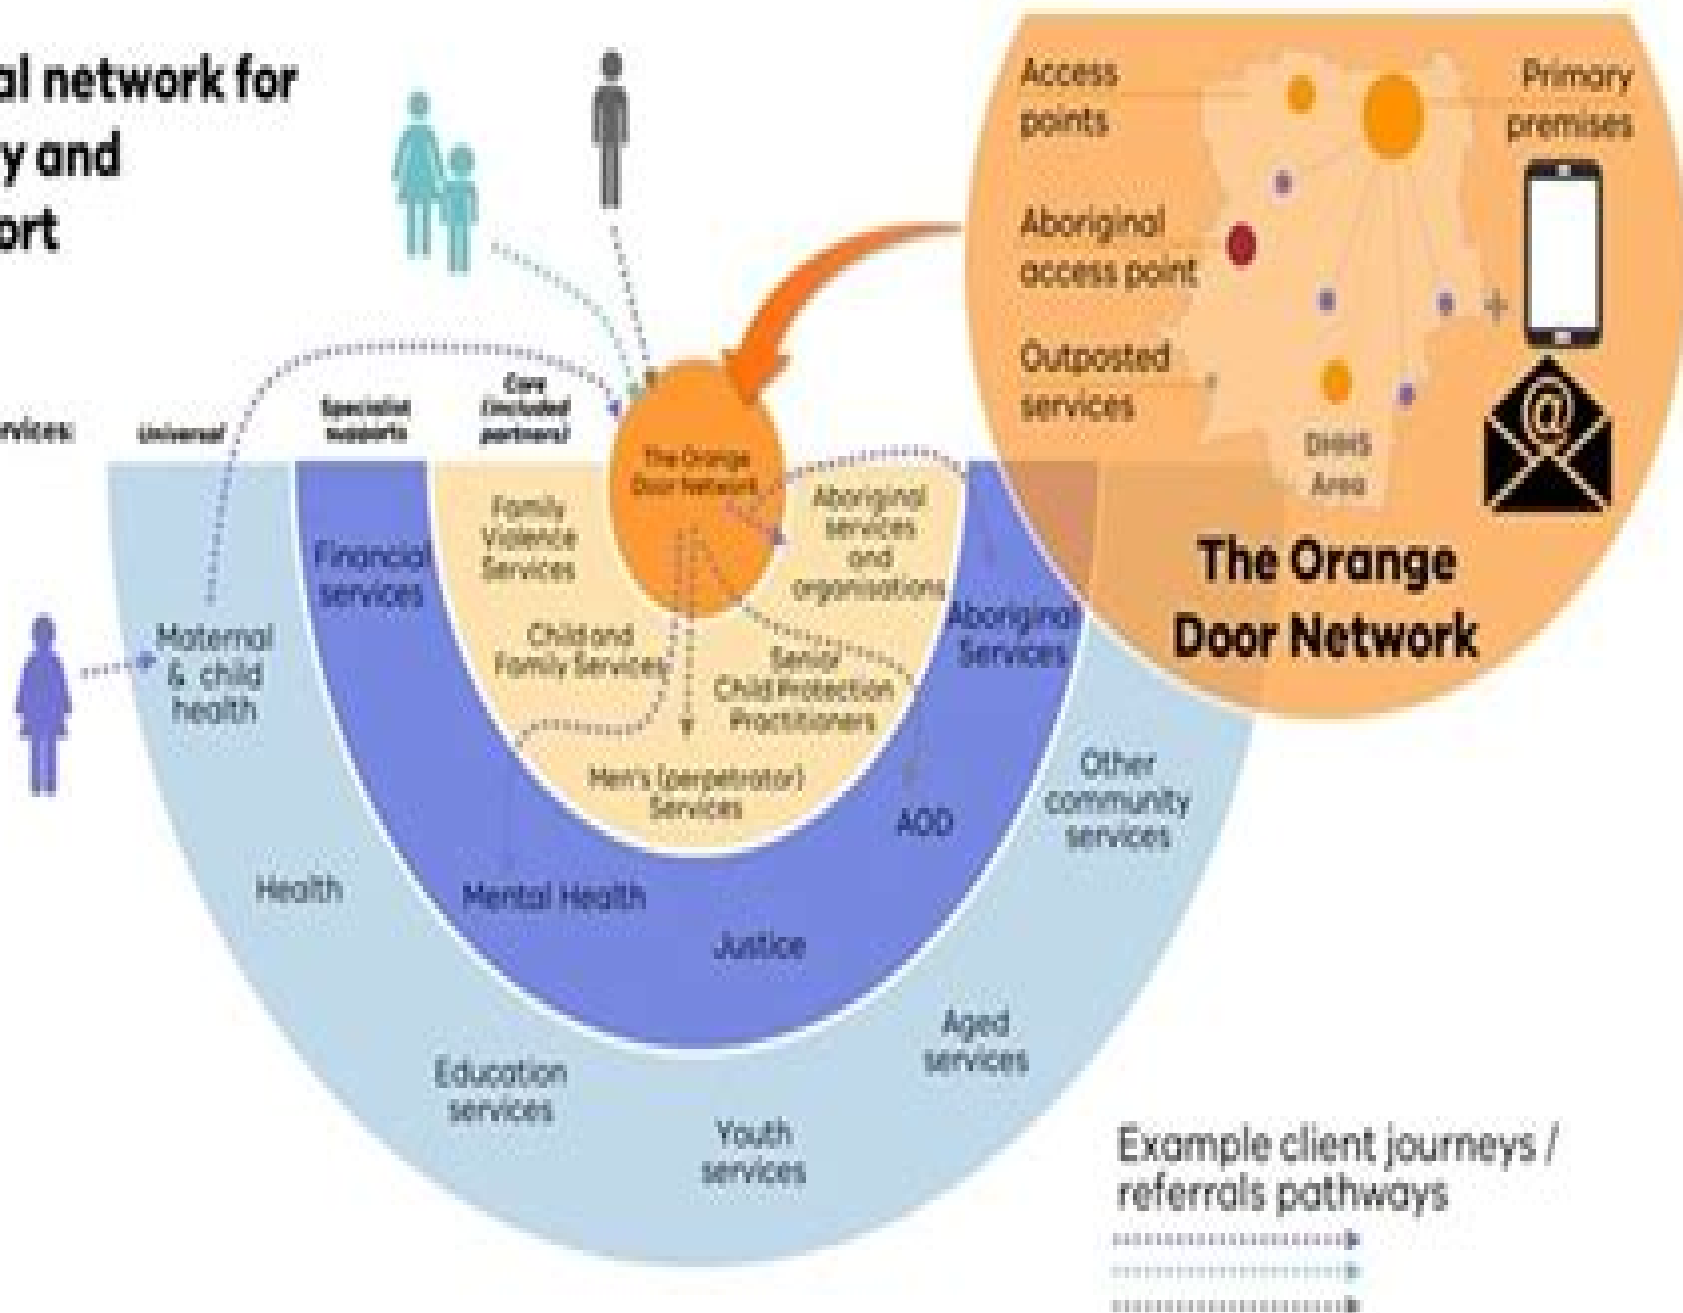 al network for
y and
ort
Access
points
Primary
premises
Aboriginal
access point
Outposted
services
DHHS
Area
@
The Orange
Door Network
rvices:
Universal
Specialist
supports
Core
(included
partners)
The Orange
Door Network
Family
Violence
Services
Aboriginal
services
and
organisations
Financial
services
Child and
Family Services
Senior
Child Protection
Practitioners
Aboriginal
Services
Maternal
& child
health
Men's (perpetrator)
Services
AOD
Other
community
services
Health
Mental Health
Justice
Aged
services
Education
services
Youth
services
Example client journeys /
referrals pathways